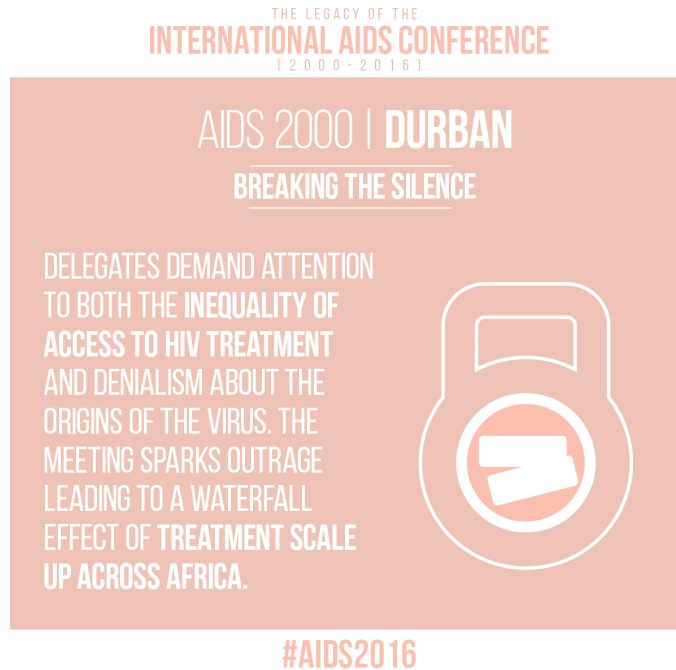 THE LEGACY OF THE
INTERNATIONAL AIDS CONFERENCE
[2000-2016]
AIDS 2000 | DURBAN
BREAKING THE SILENCE
DELEGATES DEMAND ATTENTION
TO BOTH THE INEQUALITY OF
ACCESS TO HIV TREATMENT
AND DENIALISM ABOUT THE
ORIGINS OF THE VIRUS. THE
MEETING SPARKS OUTRAGE
LEADING TO A WATERFALL
EFFECT OF TREATMENT SCALE
UP ACROSS AFRICA.
#AIDS2016